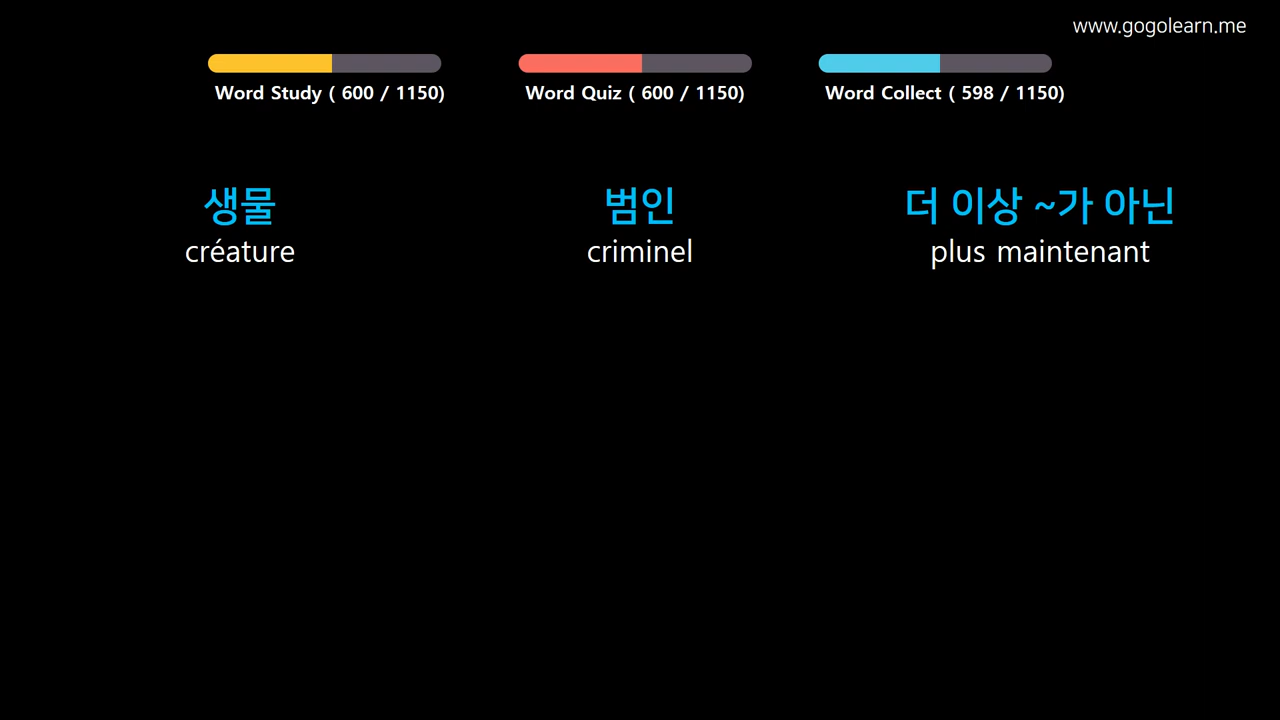 www.gogolearn.me
Word Study ( 600 / 1150)
Word Quiz ( 600 / 1150)
Word Collect ( 598 / 1150)
생물
créature
범인
criminel
더 이상 ~가 아닌
plus maintenant